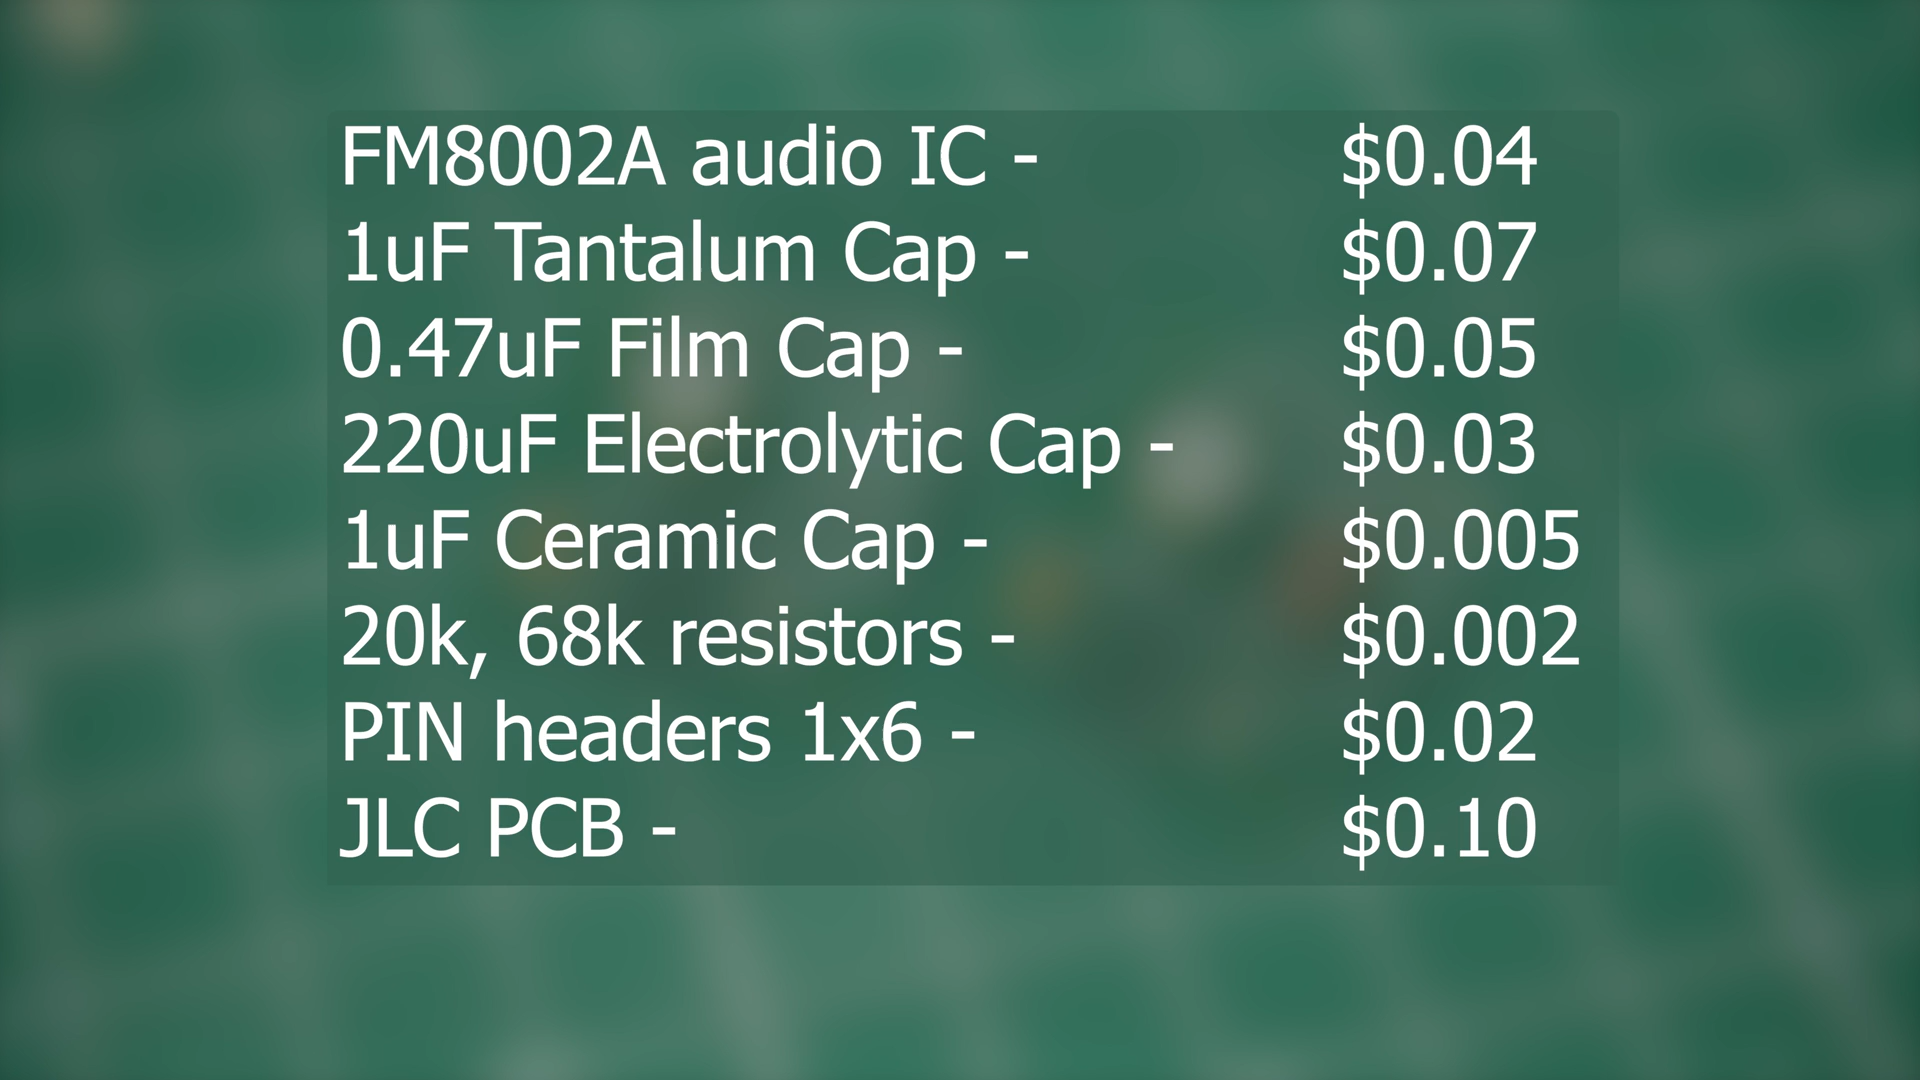 FM8002A audio IC - $0.04
1uF Tantalum Cap - $0.07
0.47uF Film Cap - $0.05
220uF Electrolytic Cap - $0.03
1uF Ceramic Cap - $0.005
20k, 68k resistors - $0.002
PIN headers 1x6 - $0.02
JLC PCB - $0.10